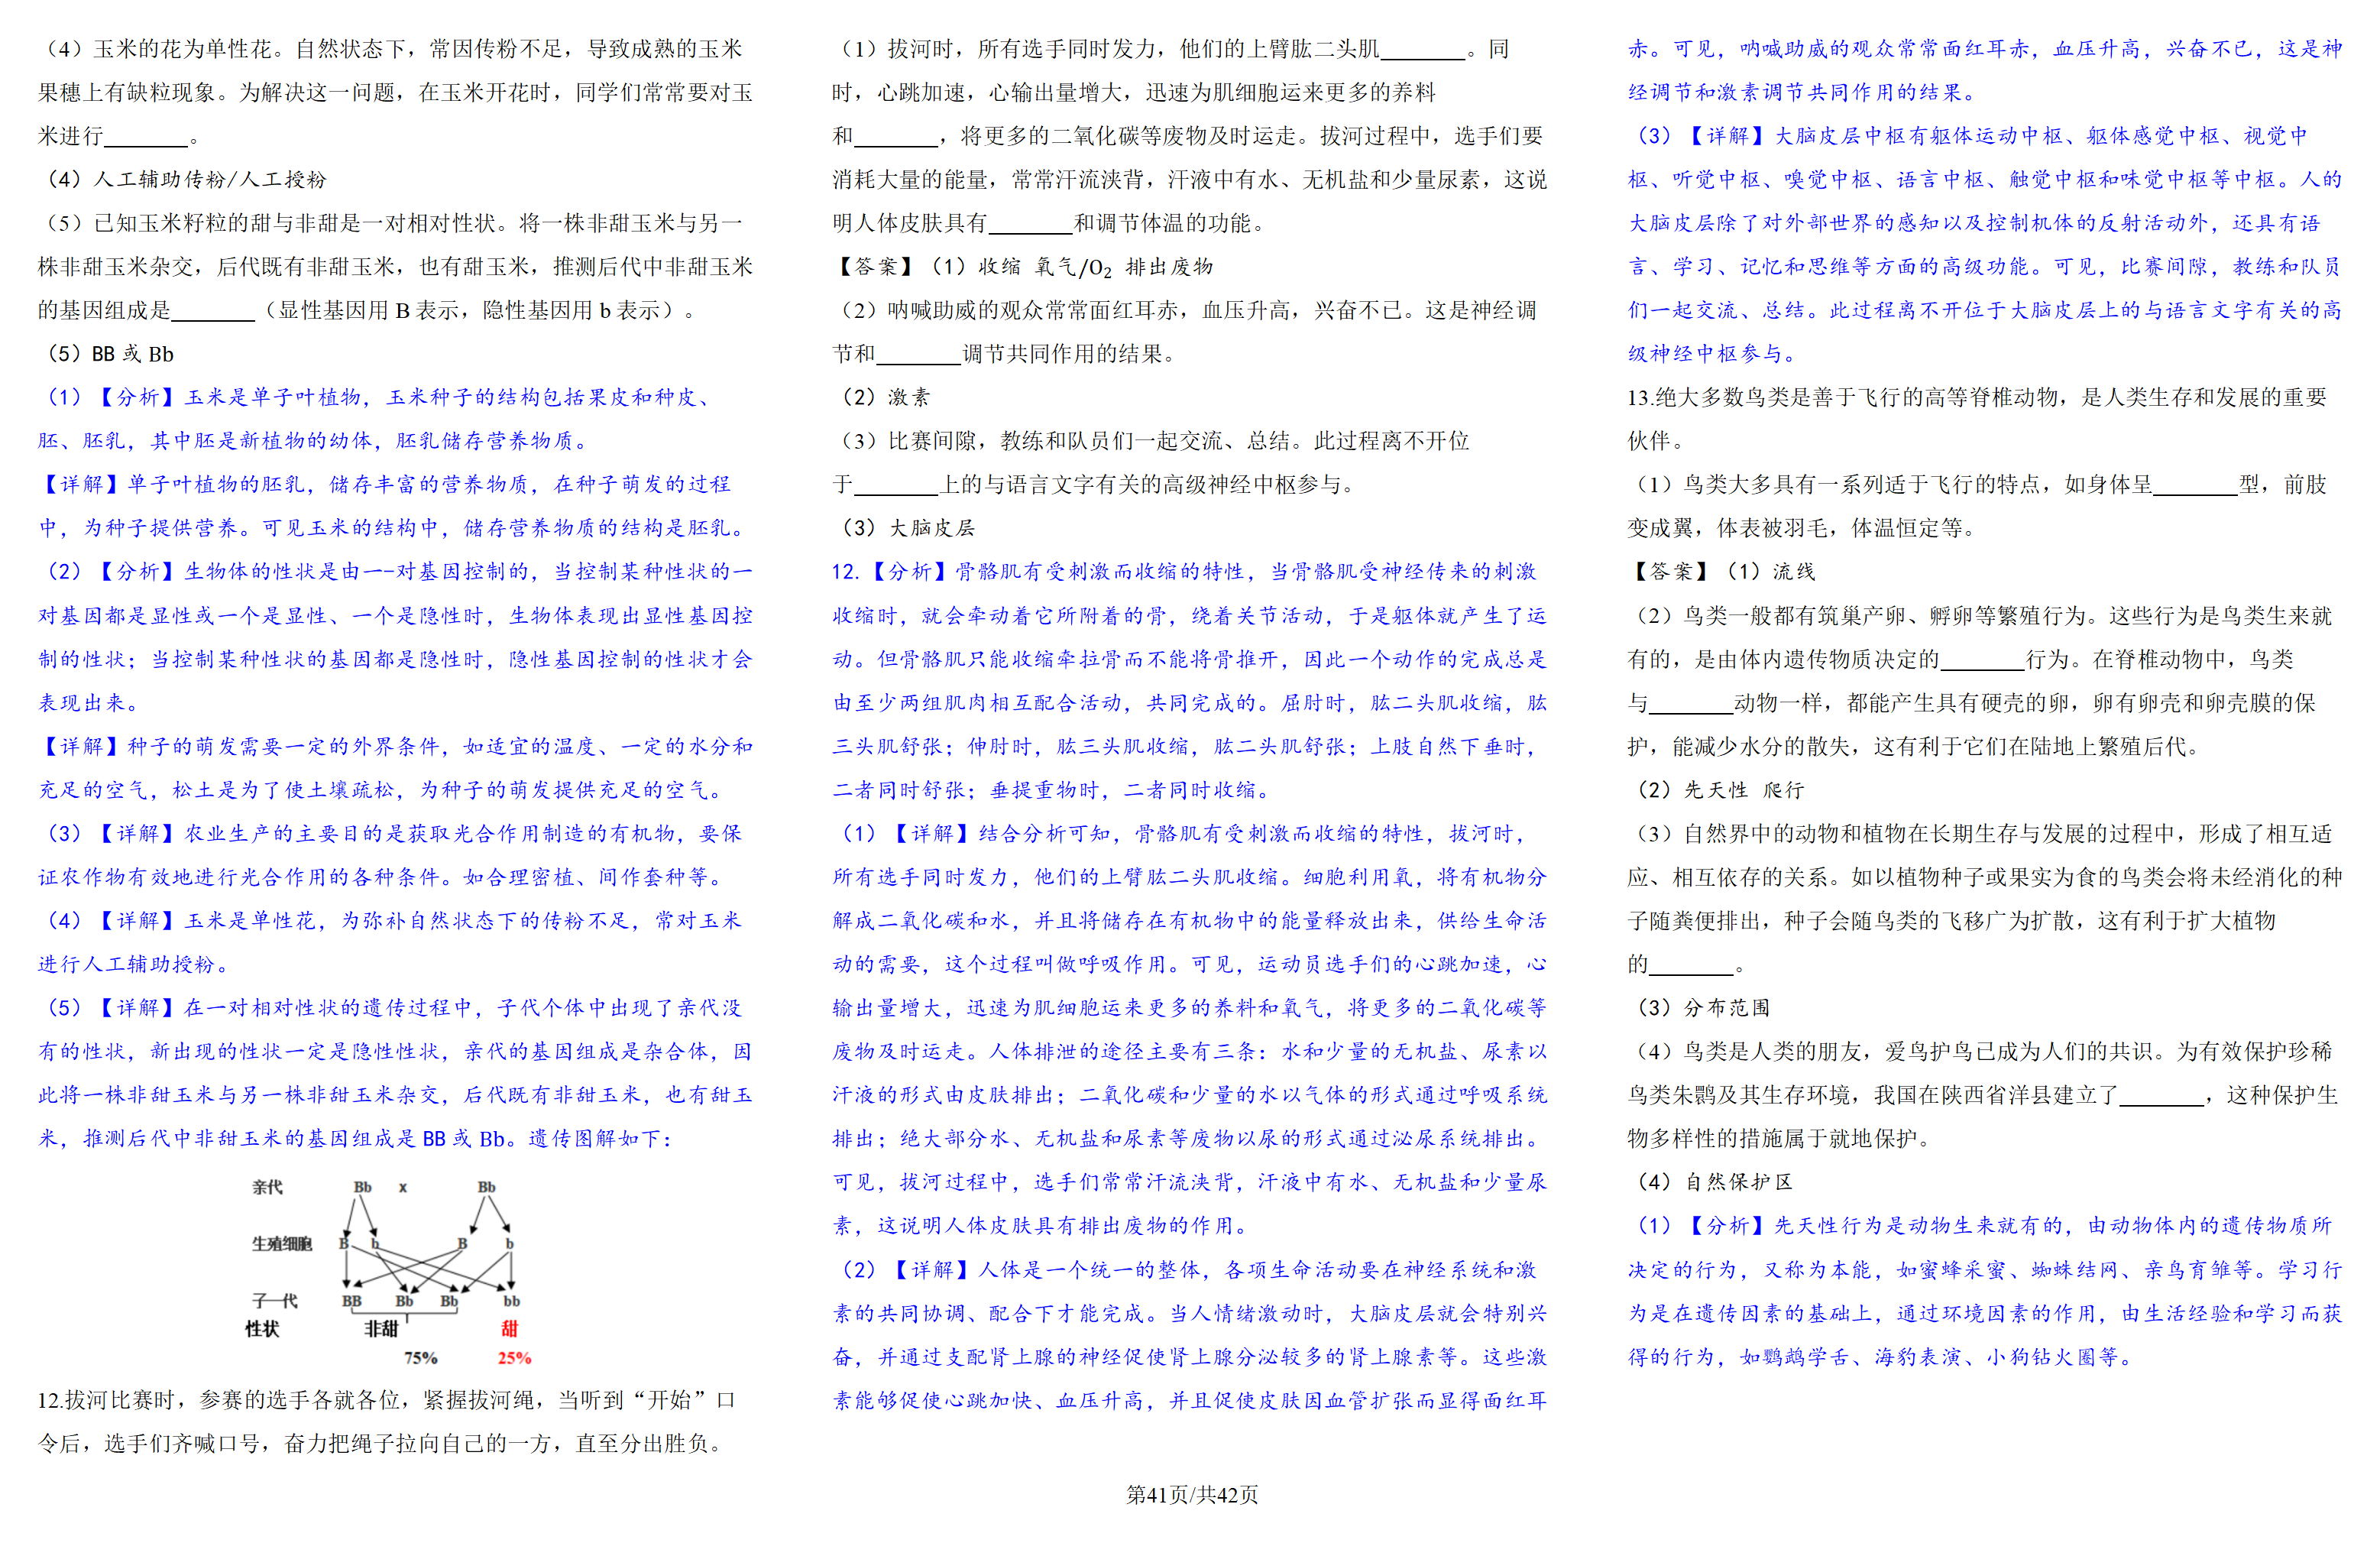 （4）玉米的花为单性花。自然状态下，常因传粉不足，导致成熟的玉米
果穗上有缺粒现象。为解决这一问题，在玉米开花时，同学们常常要对玉
米进行________。
（4）人工辅助传粉/人工授粉
（5）已知玉米籽粒的甜与非甜是一对相对性状。将一株非甜玉米与另一
株非甜玉米杂交，后代既有非甜玉米，也有甜玉米，推测后代中非甜玉米
的基因组成是________（显性基因用 B 表示，隐性基因用 b 表示）。
（5）BB 或 Bb
（1）【分析】玉米是单子叶植物，玉米种子的结构包括果皮和种皮、
胚、胚乳，其中胚是新植物的幼体，胚乳储存营养物质。
【详解】单子叶植物的胚乳，储存丰富的营养物质，在种子萌发的过程
中，为种子提供营养。可见玉米的结构中，储存营养物质的结构是胚乳。
（2）【分析】生物体的性状是由一-对基因控制的，当控制某种性状的一
对基因都是显性或一个是显性、一个是隐性时，生物体表现出显性基因控
制的性状；当控制某种性状的基因都是隐性时，隐性基因控制的性状才会
表现出来。
【详解】种子的萌发需要一定的外界条件，如适宜的温度、一定的水分和
充足的空气，松土是为了使土壤疏松，为种子的萌发提供充足的空气。
（3）【详解】农业生产的主要目的是获取光合作用制造的有机物，要保
证农作物有效地进行光合作用的各种条件。如合理密植、间作套种等。
（4）【详解】玉米是单性花，为弥补自然状态下的传粉不足，常对玉米
进行人工辅助授粉。
（5）【详解】在一对相对性状的遗传过程中，子代个体中出现了亲代没
有的性状，新出现的性状一定是隐性性状，亲代的基因组成是杂合体，因
此将一株非甜玉米与另一株非甜玉米杂交，后代既有非甜玉米，也有甜玉
米，推测后代中非甜玉米的基因组成是 BB 或 Bb。遗传图解如下：
亲代 Bb x Bb
生殖细胞 B b B b
子一代 BB Bb Bb bb
性状 非甜 甜
75% 25%
12.拔河比赛时，参赛的选手各就各位，紧握拔河绳，当听到“开始”口
令后，选手们齐喊口号，奋力把绳子拉向自己的一方，直至分出胜负。
（1）拔河时，所有选手同时发力，他们的上臂肱二头肌________。同
时，心跳加速，心输出量增大，迅速为肌细胞运来更多的养料
和________，将更多的二氧化碳等废物及时运走。拔河过程中，选手们要
消耗大量的能量，常常汗流浃背，汗液中有水、无机盐和少量尿素，这说
明人体皮肤具有________和调节体温的功能。
【答案】（1）收缩 氧气/O₂ 排出废物
（2）呐喊助威的观众常常面红耳赤，血压升高，兴奋不已。这是神经调
节和________调节共同作用的结果。
（2）激素
（3）比赛间隙，教练和队员们一起交流、总结。此过程离不开位
于________上的与语言文字有关的高级神经中枢参与。
（3）大脑皮层
12.【分析】骨骼肌有受刺激而收缩的特性，当骨骼肌受神经传来的刺激
收缩时，就会牵动着它所附着的骨，绕着关节活动，于是躯体就产生了运
动。但骨骼肌只能收缩牵拉骨而不能将骨推开，因此一个动作的完成总是
由至少两组肌肉相互配合活动，共同完成的。屈肘时，肱二头肌收缩，肱
三头肌舒张；伸肘时，肱三头肌收缩，肱二头肌舒张；上肢自然下垂时，
二者同时舒张；垂提重物时，二者同时收缩。
（1）【详解】结合分析可知，骨骼肌有受刺激而收缩的特性，拔河时，
所有选手同时发力，他们的上臂肱二头肌收缩。细胞利用氧，将有机物分
解成二氧化碳和水，并且将储存在有机物中的能量释放出来，供给生命活
动的需要，这个过程叫做呼吸作用。可见，运动员选手们的心跳加速，心
输出量增大，迅速为肌细胞运来更多的养料和氧气，将更多的二氧化碳等
废物及时运走。人体排泄的途径主要有三条：水和少量的无机盐、尿素以
汗液的形式由皮肤排出；二氧化碳和少量的水以气体的形式通过呼吸系统
排出；绝大部分水、无机盐和尿素等废物以尿的形式通过泌尿系统排出。
可见，拔河过程中，选手们常常汗流浃背，汗液中有水、无机盐和少量尿
素，这说明人体皮肤具有排出废物的作用。
（2）【详解】人体是一个统一的整体，各项生命活动要在神经系统和激
素的共同协调、配合下才能完成。当人情绪激动时，大脑皮层就会特别兴
奋，并通过支配肾上腺的神经促使肾上腺分泌较多的肾上腺素等。这些激
素能够促使心跳加快、血压升高，并且促使皮肤因血管扩张而显得面红耳
赤。可见，呐喊助威的观众常常面红耳赤，血压升高，兴奋不已，这是神
经调节和激素调节共同作用的结果。
（3）【详解】大脑皮层中枢有躯体运动中枢、躯体感觉中枢、视觉中
枢、听觉中枢、嗅觉中枢、语言中枢、触觉中枢和味觉中枢等中枢。人的
大脑皮层除了对外部世界的感知以及控制机体的反射活动外，还具有语
言、学习、记忆和思维等方面的高级功能。可见，比赛间隙，教练和队员
们一起交流、总结。此过程离不开位于大脑皮层上的与语言文字有关的高
级神经中枢参与。
13.绝大多数鸟类是善于飞行的高等脊椎动物，是人类生存和发展的重要
伙伴。
（1）鸟类大多具有一系列适于飞行的特点，如身体呈________型，前肢
变成翼，体表被羽毛，体温恒定等。
【答案】（1）流线
（2）鸟类一般都有筑巢产卵、孵卵等繁殖行为。这些行为是鸟类生来就
有的，是由体内遗传物质决定的________行为。在脊椎动物中，鸟类
与________动物一样，都能产生具有硬壳的卵，卵有卵壳和卵壳膜的保
护，能减少水分的散失，这有利于它们在陆地上繁殖后代。
（2）先天性 爬行
（3）自然界中的动物和植物在长期生存与发展的过程中，形成了相互适
应、相互依存的关系。如以植物种子或果实为食的鸟类会将未经消化的种
子随粪便排出，种子会随鸟类的飞移广为扩散，这有利于扩大植物
的________。
（3）分布范围
（4）鸟类是人类的朋友，爱鸟护鸟已成为人们的共识。为有效保护珍稀
鸟类朱鹮及其生存环境，我国在陕西省洋县建立了________，这种保护生
物多样性的措施属于就地保护。
（4）自然保护区
（1）【分析】先天性行为是动物生来就有的，由动物体内的遗传物质所
决定的行为，又称为本能，如蜜蜂采蜜、蜘蛛结网、亲鸟育雏等。学习行
为是在遗传因素的基础上，通过环境因素的作用，由生活经验和学习而获
得的行为，如鹦鹉学舌、海豹表演、小狗钻火圈等。
第41页/共42页